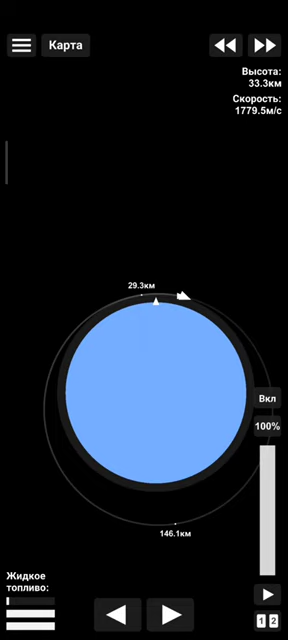 Карта
Высота:
33.3км
Скорость:
1779.5м/с
29.3км
Вкл
100%
146.1км
Жидкое
топливо:
1 2